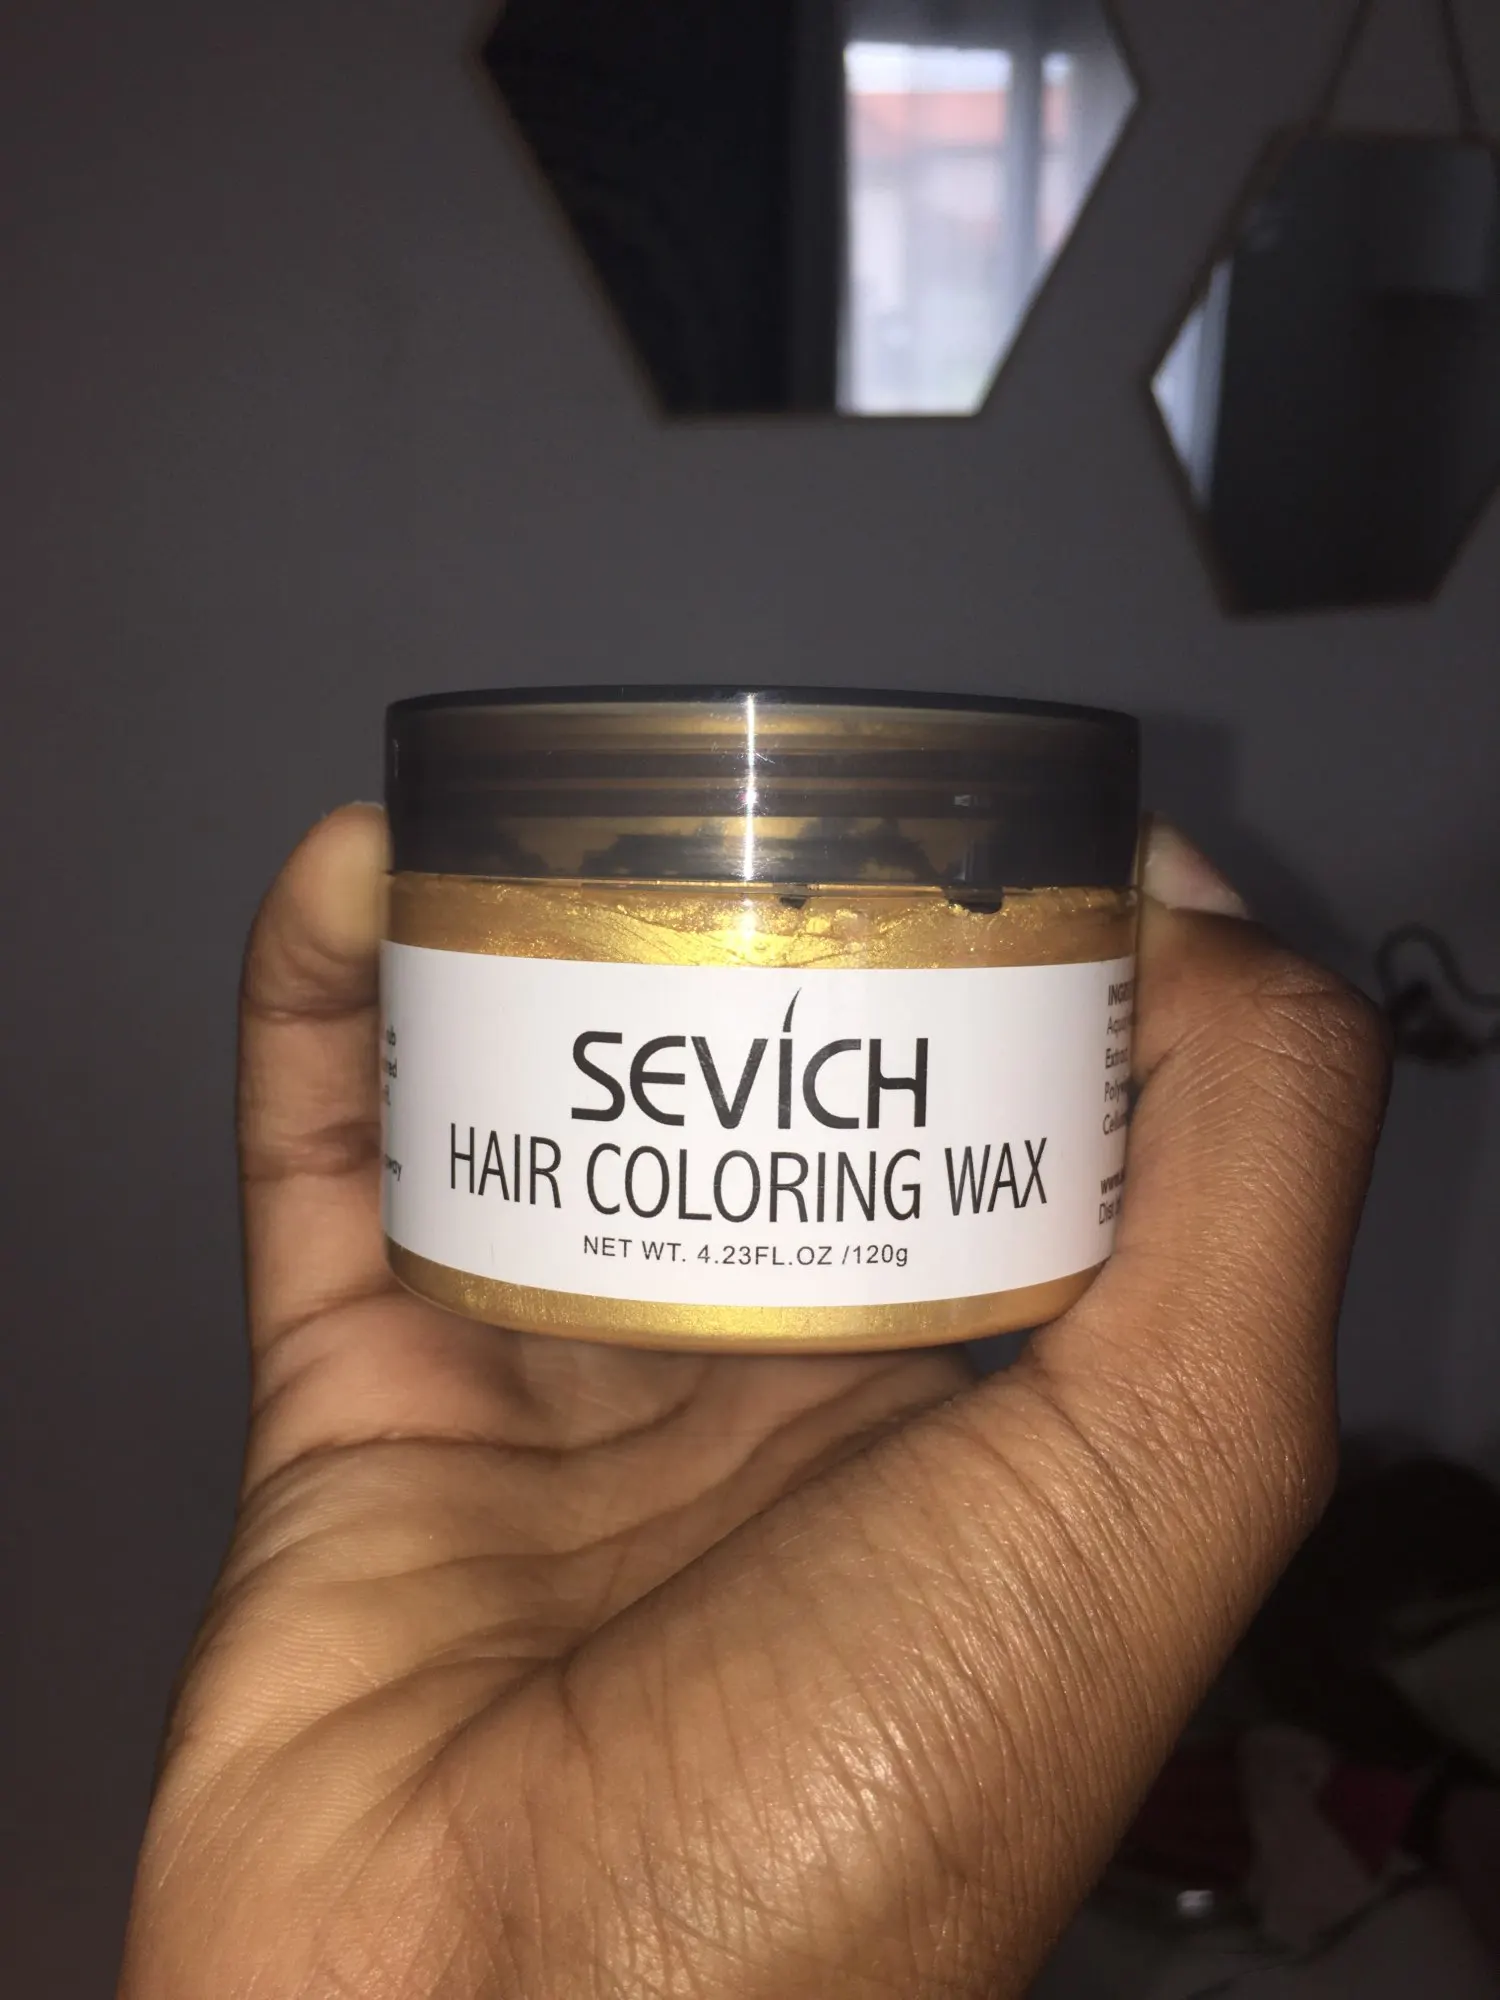 SEVICH
HAIR COLORING WAX
NET WT. 4.23FL.OZ /120g